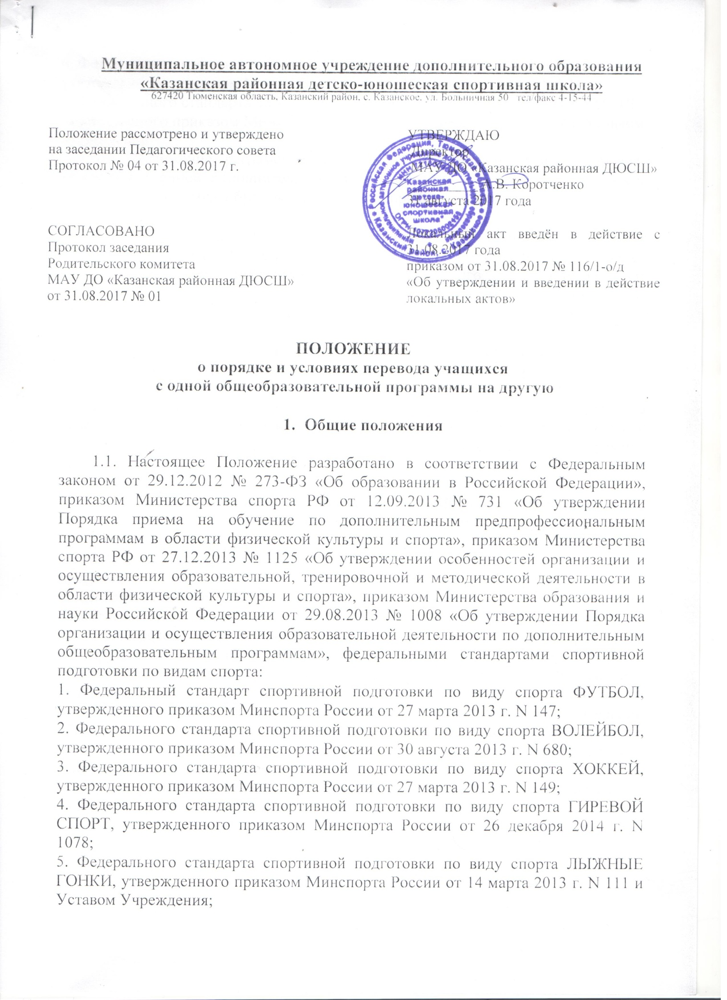 Муниципальное автономное учреждение дополнительного образования
«Казанская районная детско-юношеская спортивная школа»
627420 Тюменская область, Казанский район, с. Казанское, ул. Больничная 50 тел/факс 4-15-44
Положение рассмотрено и утверждено
на заседании Педагогического совета
Протокол № 04 от 31.08.2017 г.
СОГЛАСОВАНО
Протокол заседания
Родительского комитета
МАУ ДО «Казанская районная ДЮСШ»
от 31.08.2017 № 01
УТВЕРЖДАЮ
Директор
МАУ ДО «Казанская районная ДЮСШ»
А.В. Коротченко
31 августа 2017 года
Локальный акт введён в действие с
31.08.2017 года
приказом от 31.08.2017 № 116/1-о/д
«Об утверждении и введении в действие
локальных актов»
"Казанская
районная
детско-
юношеская
спортивная
школа"
ПОЛОЖЕНИЕ
о порядке и условиях перевода учащихся
с одной общеобразовательной программы на другую
1. Общие положения
1.1. Настоящее Положение разработано в соответствии с Федеральным
законом от 29.12.2012 № 273-ФЗ «Об образовании в Российской Федерации»,
приказом Министерства спорта РФ от 12.09.2013 № 731 «Об утверждении
Порядка приема на обучение по дополнительным предпрофессиональным
программам в области физической культуры и спорта», приказом Министерства
спорта РФ от 27.12.2013 № 1125 «Об утверждении особенностей организации и
осуществления образовательной, тренировочной и методической деятельности в
области физической культуры и спорта», приказом Министерства образования и
науки Российской Федерации от 29.08.2013 № 1008 «Об утверждении Порядка
организации и осуществления образовательной деятельности по дополнительным
общеобразовательным программам», федеральными стандартами спортивной
подготовки по видам спорта:
1. Федеральный стандарт спортивной подготовки по виду спорта ФУТБОЛ,
утвержденного приказом Минспорта России от 27 марта 2013 г. N 147;
2. Федерального стандарта спортивной подготовки по виду спорта ВОЛЕЙБОЛ,
утвержденного приказом Минспорта России от 30 августа 2013 г. N 680;
3. Федерального стандарта спортивной подготовки по виду спорта ХОККЕЙ,
утвержденного приказом Минспорта России от 27 марта 2013 г. N 149;
4. Федерального стандарта спортивной подготовки по виду спорта ГИРЕВОЙ
СПОРТ, утвержденного приказом Минспорта России от 26 декабря 2014 г. N
1078;
5. Федерального стандарта спортивной подготовки по виду спорта ЛЫЖНЫЕ
ГОНКИ, утвержденного приказом Минспорта России от 14 марта 2013 г. N 111 и
Уставом Учреждения;